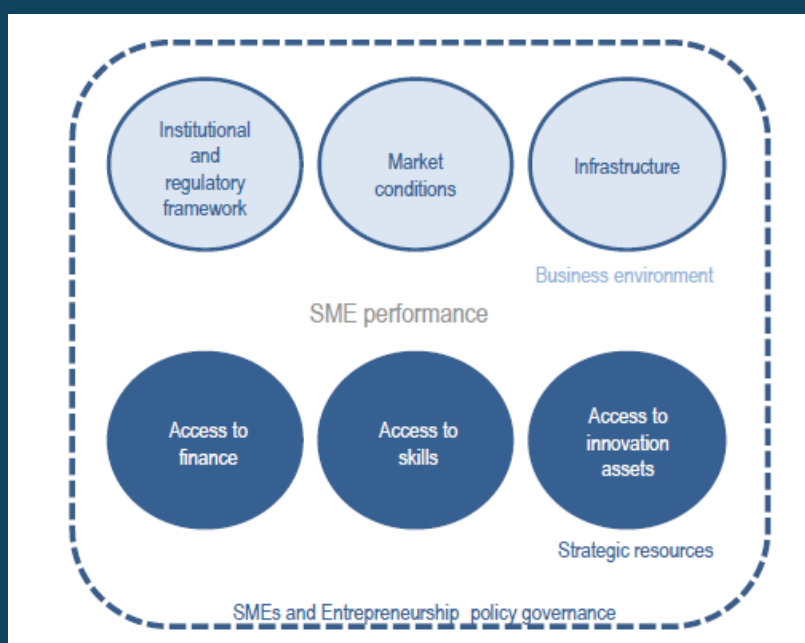 Institutional
and
regulatory
framework
Market
conditions
Infrastructure
Business environment
SME performance
Access to
finance
Access to
skills
Access to
innovation
assets
Strategic resources
SMEs and Entrepreneurship policy governance